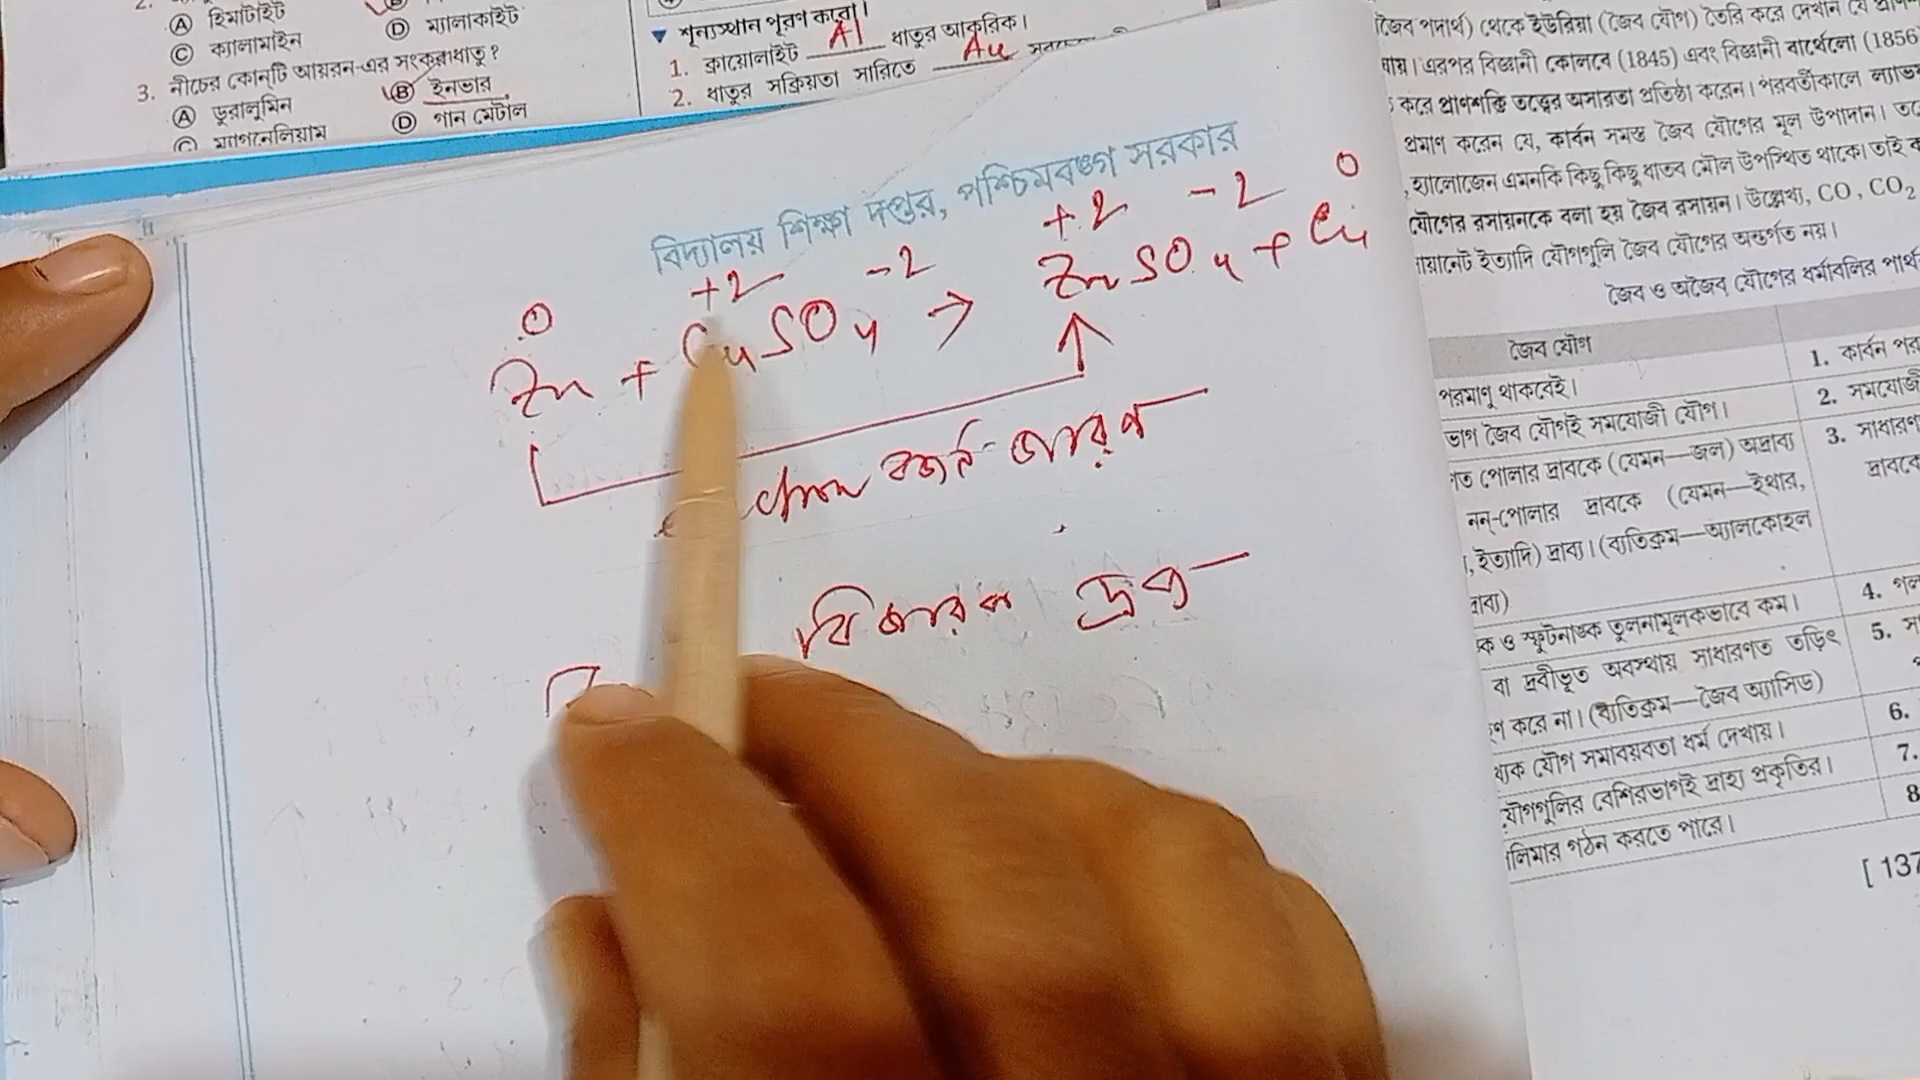 Ⓐ হিমাটাইট
Ⓓ ম্যালাকাইট
Ⓒ ক্যালামাইন
3. নীচের কোন্‌টি আয়রন-এর সংকর ধাতু?
Ⓐ ডুরালুমিন
Ⓑ ইনভার
Ⓒ ম্যাগনেলিয়াম
Ⓓ গান মেটাল
▼ শূন্যস্থান পূরণ করো।
1. ক্রায়োলাইট Al ধাতুর আকরিক।
2. ধাতুর সক্রিয়তা সারিতে Au
বিদ্যালয় শিক্ষা দপ্তর, পশ্চিমবঙ্গ সরকার
0 +2 -2 +2 -2 0
Zn + CuSO4 → ZnSO4 + Cu
বর্জন জারণ
বিজারক দ্রব্য
জৈব পদার্থ) থেকে ইউরিয়া (জৈব যৌগ) তৈরি করে দেখান যে
যায়। এরপর বিজ্ঞানী কোলবে (1845) এবং বিজ্ঞানী বার্থেলো (1856)
করে প্রাণশক্তি তত্ত্বের অসারতা প্রতিষ্ঠা করেন। পরবর্তীকালে
প্রমাণ করেন যে, কার্বন সমস্ত জৈব যৌগের মূল উপাদান।
হ্যালোজেন এমনকি কিছু কিছু ধাতব মৌল উপস্থিত থাকে। তাই
যৌগের রসায়নকে বলা হয় জৈব রসায়ন। উল্লেখ্য, CO, CO2
য়ানেট ইত্যাদি যৌগগুলি জৈব যৌগের অন্তর্গত নয়।
জৈব ও অজৈব যৌগের ধর্মাবলির
জৈব যৌগ
পরমাণু থাকবেই।
1. কার্বন
ভাগ জৈব যৌগই সমযোজী যৌগ।
2. সমযোজী
পোলার দ্রাবকে (যেমন—জল) অদ্রাব্য
3. সাধারণত
নন্-পোলার দ্রাবকে (যেমন—ইথার,
দ্রাবকে
ইত্যাদি) দ্রাব্য। (ব্যতিক্রম—অ্যালকোহল
ক ও স্ফুটনাঙ্ক তুলনামূলকভাবে কম।
4.
বা দ্রবীভূত অবস্থায় সাধারণত তড়িৎ
5.
করে না। (ব্যতিক্রম—জৈব অ্যাসিড)
যৌগ সমাবয়বতা ধর্ম দেখায়।
6.
যৌগগুলির বেশিরভাগই দাহ্য প্রকৃতির।
7.
লিমার গঠন করতে পারে।
8
[ 137